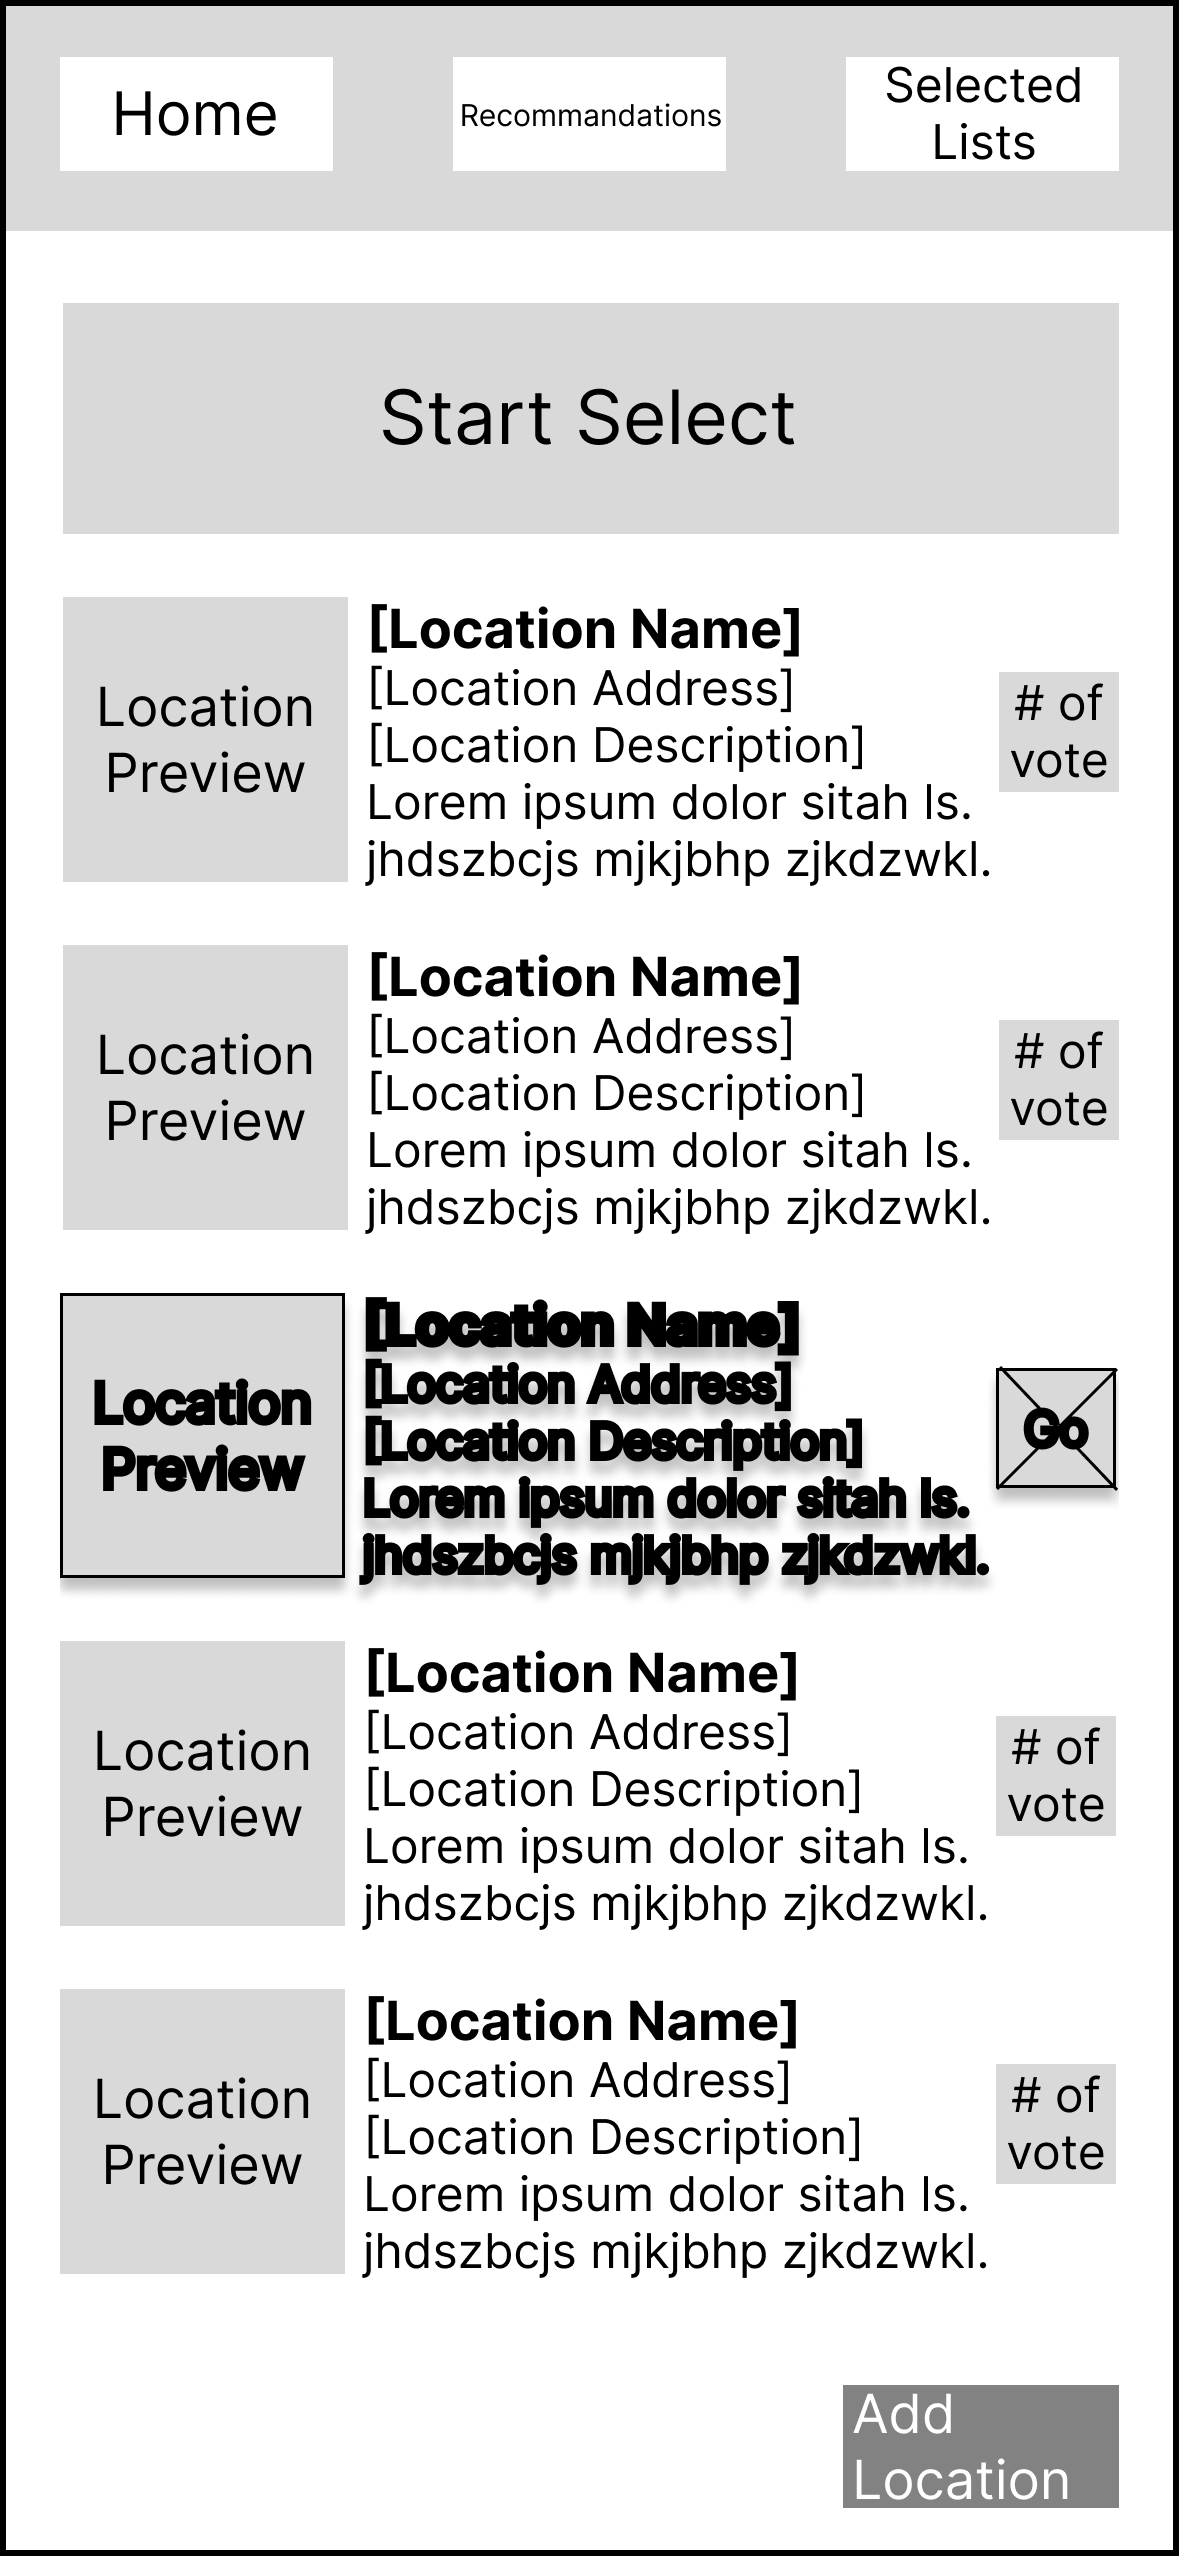 Home
Recommandations
Selected
Lists
Start Select
Location
Preview
[Location Name]
[Location Address]
[Location Description]
Lorem ipsum dolor sitah ls.
jhdszbcjs mjkjbhp zjkdzwkl.
# of
vote
Location
Preview
[Location Name]
[Location Address]
[Location Description]
Lorem ipsum dolor sitah ls.
jhdszbcjs mjkjbhp zjkdzwkl.
# of
vote
Location
Preview
[Location Name]
[Location Address]
[Location Description]
Lorem ipsum dolor sitah ls.
jhdszbcjs mjkjbhp zjkdzwkl.
Go
Location
Preview
[Location Name]
[Location Address]
[Location Description]
Lorem ipsum dolor sitah ls.
jhdszbcjs mjkjbhp zjkdzwkl.
# of
vote
Location
Preview
[Location Name]
[Location Address]
[Location Description]
Lorem ipsum dolor sitah ls.
jhdszbcjs mjkjbhp zjkdzwkl.
# of
vote
Add
Location